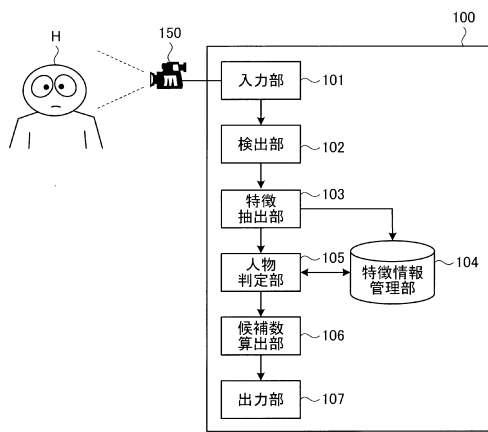 H
150
100
入力部
101
検出部
102
特徴
抽出部
103
人物
判定部
105
特徴情報
管理部
104
候補数
算出部
106
出力部
107